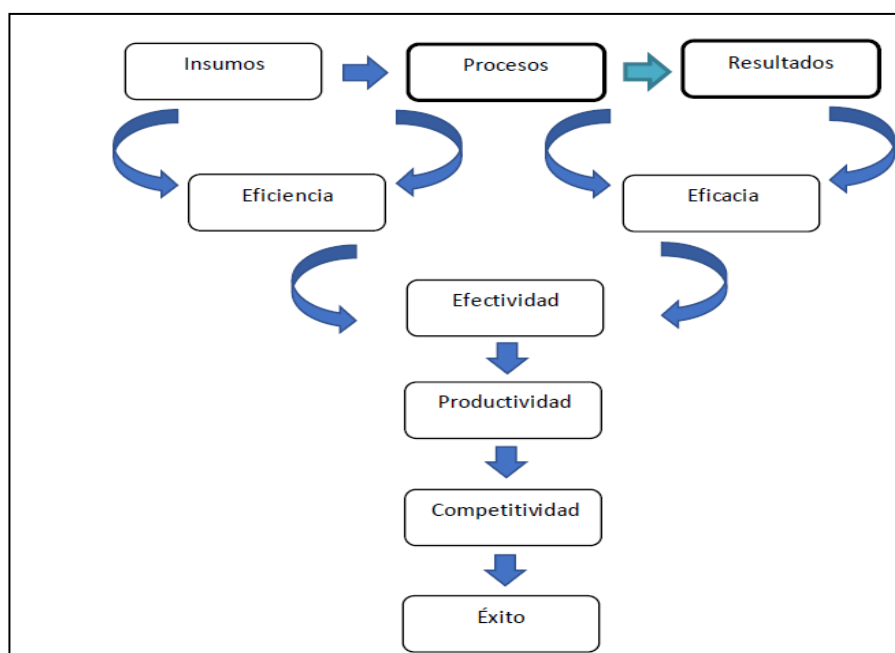 Insumos
Procesos
Resultados
Eficiencia
Eficacia
Efectividad
Productividad
Competitividad
Éxito